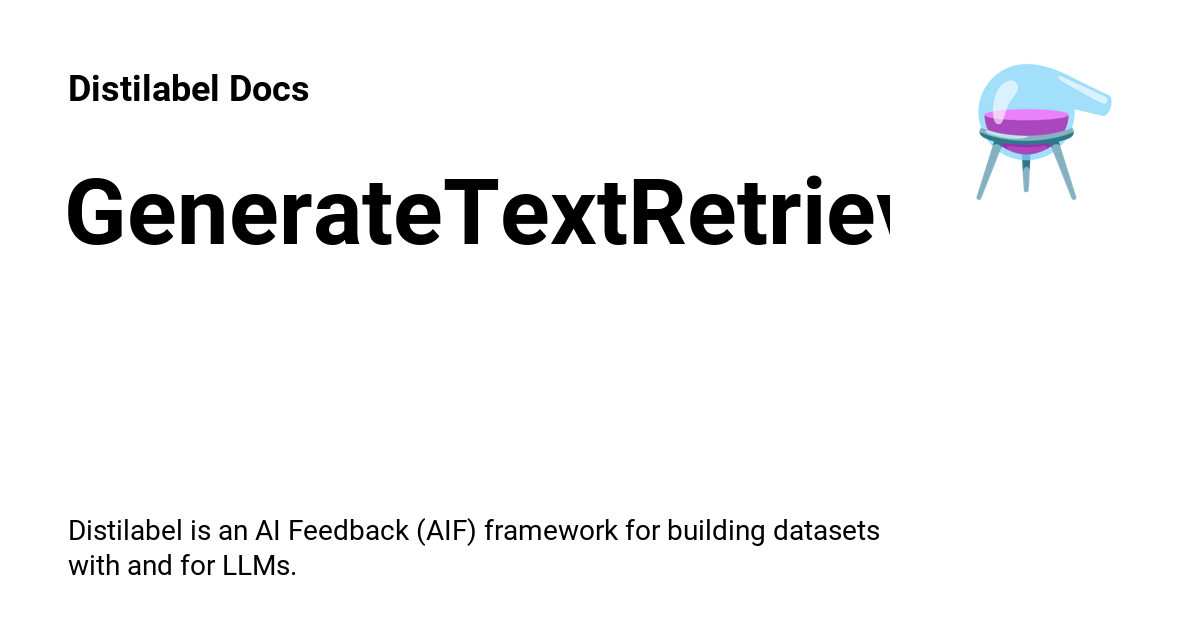 Distilabel Docs
GenerateTextRetriev
Distilabel is an AI Feedback (AIF) framework for building datasets
with and for LLMs.